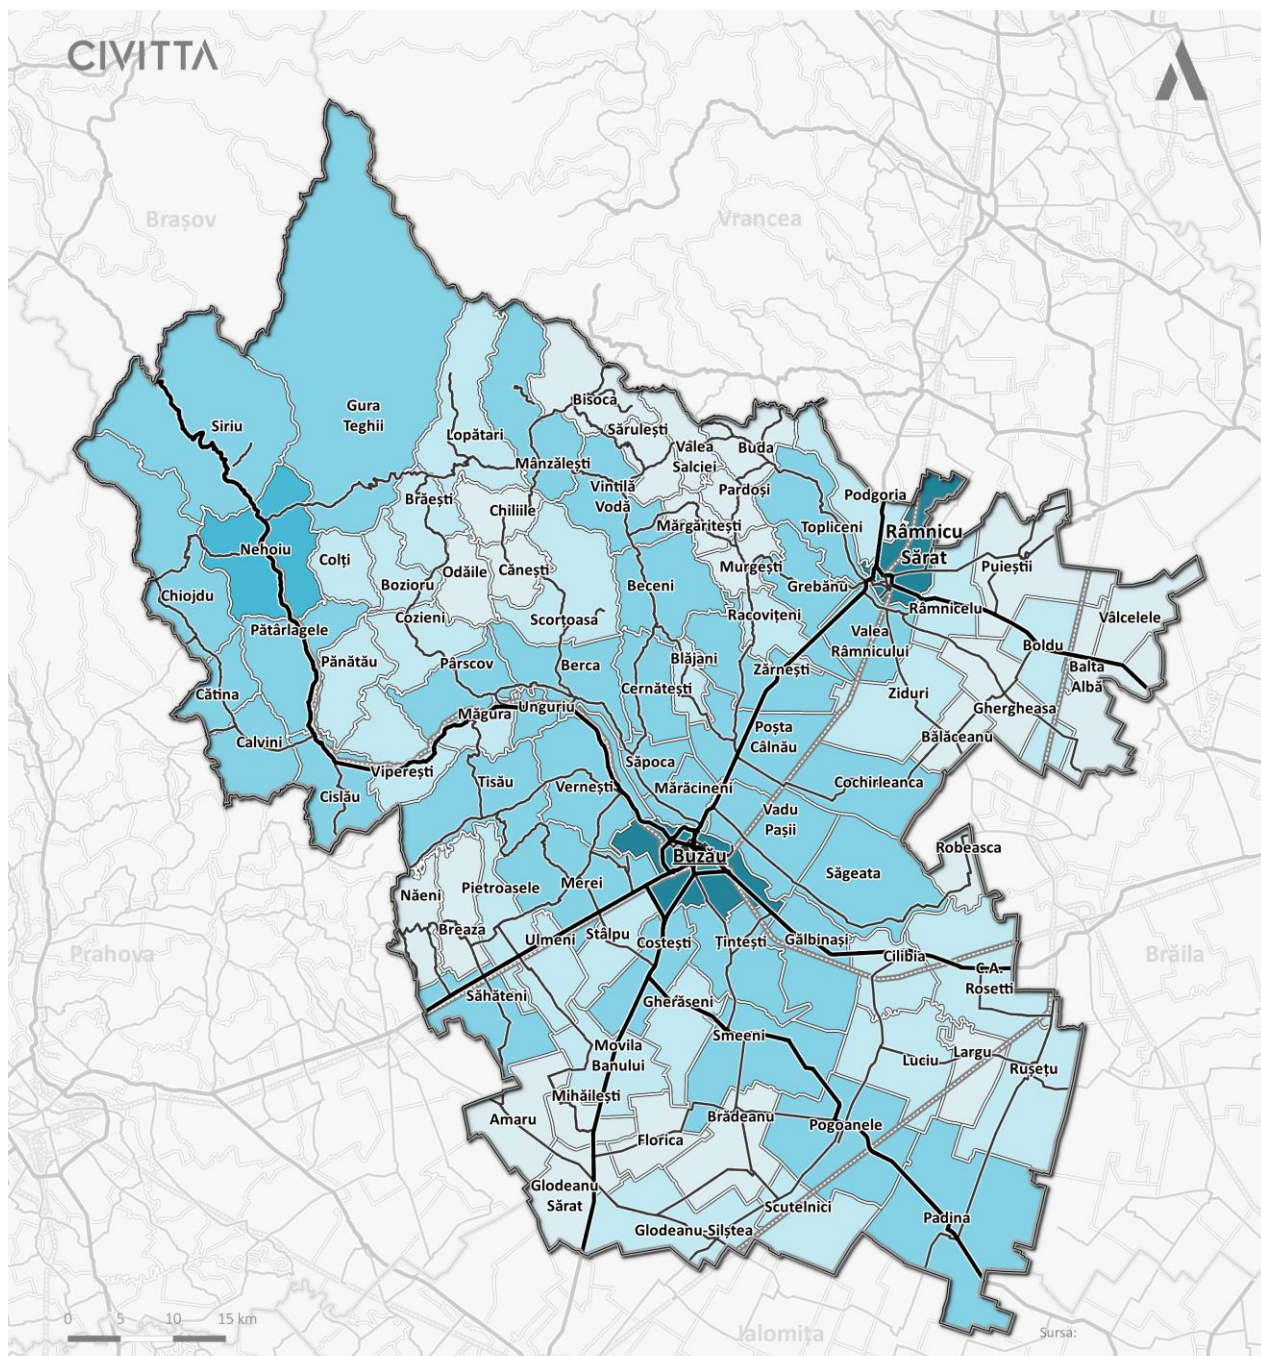 CIVITTA
Brașov
Vrancea
Siriu
Gura
Teghii
Bisoca
Lopătari
Sărulești
Mânzălești
Valea
Salciei
Buda
Brăești
Vintilă
Vodă
Pardoși
Podgoria
Chiliile
Mărgăritești
Topliceni
Râmnicu
Sărat
Nehoiu
Colți
Odăile
Cănești
Murgești
Puieștii
Bozioru
Beceni
Grebănu
Chiojdu
Cozieni
Scorțoasa
Racovițeni
Râmnicelu
Vâlcelele
Pătârlagele
Valea
Râmnicului
Boldu
Pănătău
Pârscov
Berca
Blăjani
Zărnești
Balta
Albă
Cătina
Cernătești
Ziduri
Măgura
Unguriu
Ghergheasa
Calvini
Poșta
Câlnău
Bălăceanu
Viperești
Săpoca
Tisău
Cislău
Vernești
Mărăcineni
Cochirleanca
Vadu
Pașii
Robeasca
Buzău
Săgeata
Năeni
Pietroasele
Merei
Breaza
Ulmeni
Stâlpu
Costești
Țintești
Gălbinași
Cilibia
Prahova
Brăila
C.A.
Rosetti
Săhăteni
Gherăseni
Smeeni
Movila
Banului
Luciu
Largu
Rușețu
Mihăilești
Amaru
Brădeanu
Pogoanele
Florica
Glodeanu
Sărat
Scutelnici
Padina
Glodeanu-Silștea
0 5 10 15 km
Ialomița
Sursa: